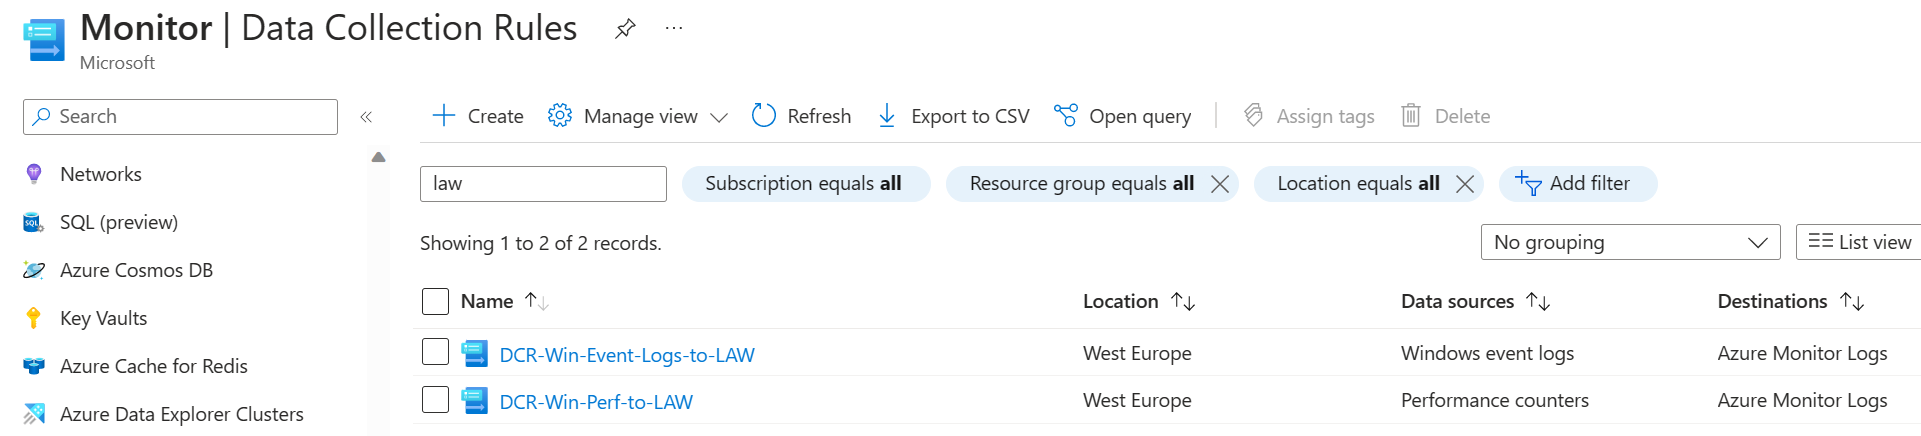 Monitor | Data Collection Rules ...
Microsoft
Search «
Networks
SQL (preview)
Azure Cosmos DB
Key Vaults
Azure Cache for Redis
Azure Data Explorer Clusters
Create Manage view Refresh Export to CSV Open query Assign tags Delete
law Subscription equals all Resource group equals all Location equals all Add filter
Showing 1 to 2 of 2 records. No grouping List view
Name Location Data sources Destinations
DCR-Win-Event-Logs-to-LAW West Europe Windows event logs Azure Monitor Logs
DCR-Win-Perf-to-LAW West Europe Performance counters Azure Monitor Logs